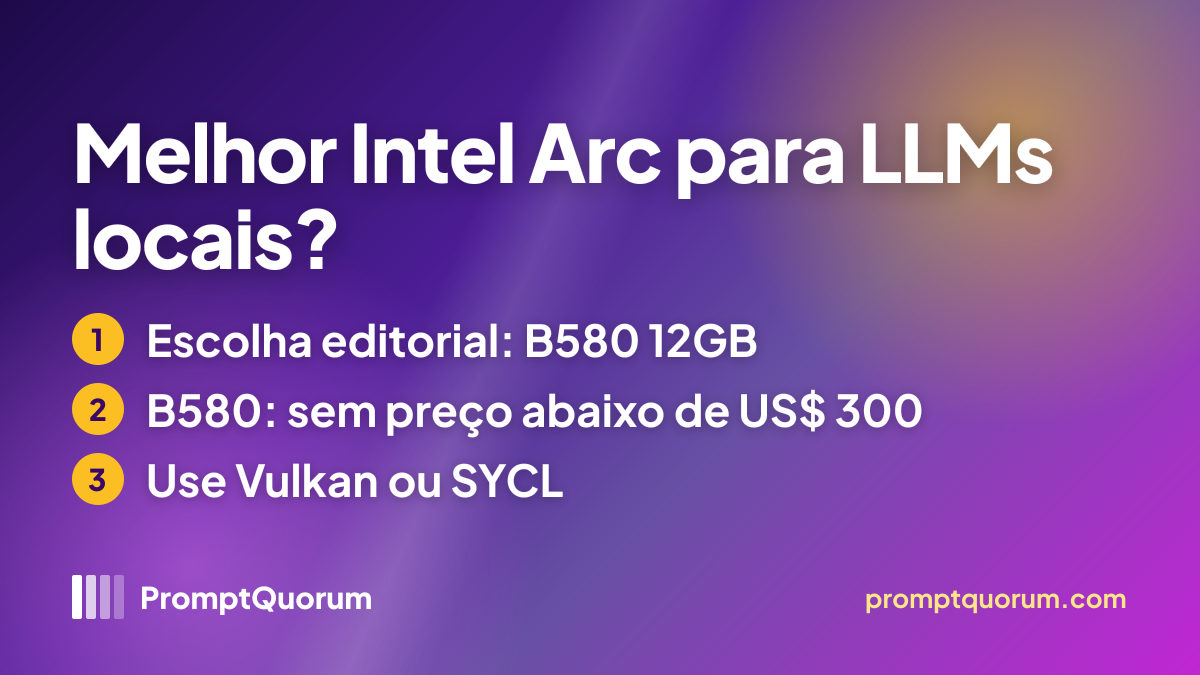 Melhor Intel Arc para LLMs
locais?
1 Escolha editorial: B580 12GB
2 B580: sem preço abaixo de US$ 300
3 Use Vulkan ou SYCL
PromptQuorum
promptquorum.com